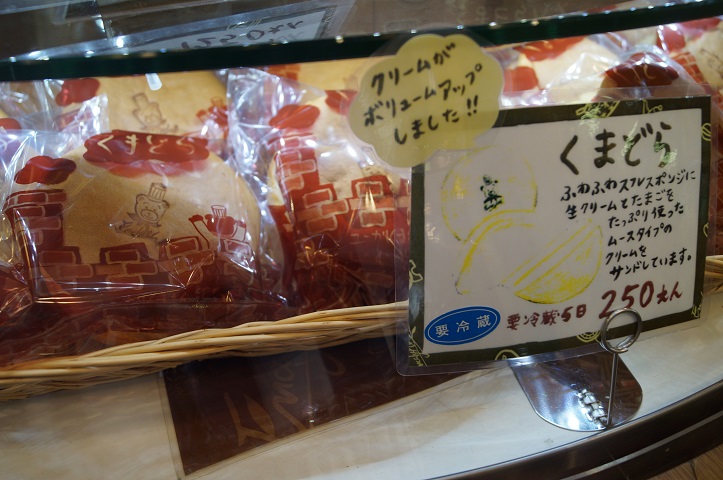 クリームが
ボリュームアップ
しました!!
くまどら
ふわふわスフレスポンジに
生クリームとたまごを
たっぷり使った
ムースタイプの
クリームを
サンドしています。
要冷蔵
要冷蔵5日 250えん
くまどら